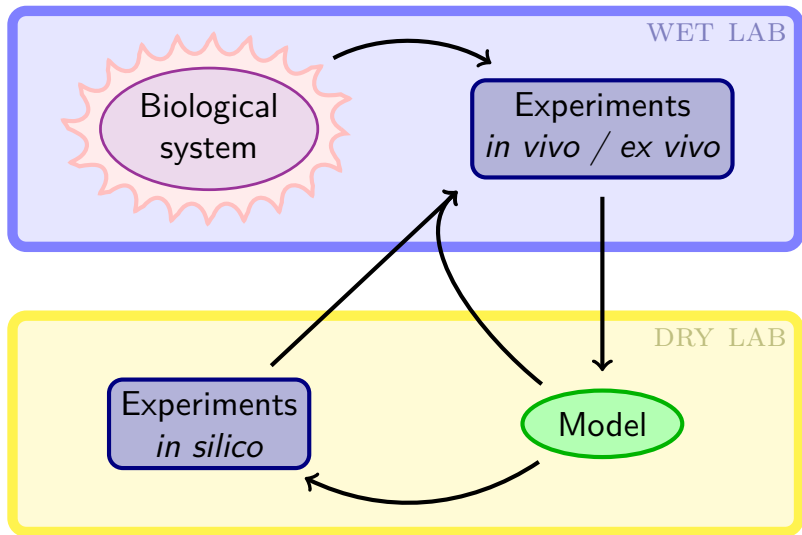 WET LAB
Biological
system
Experiments
in vivo / ex vivo
DRY LAB
Experiments
in silico
Model